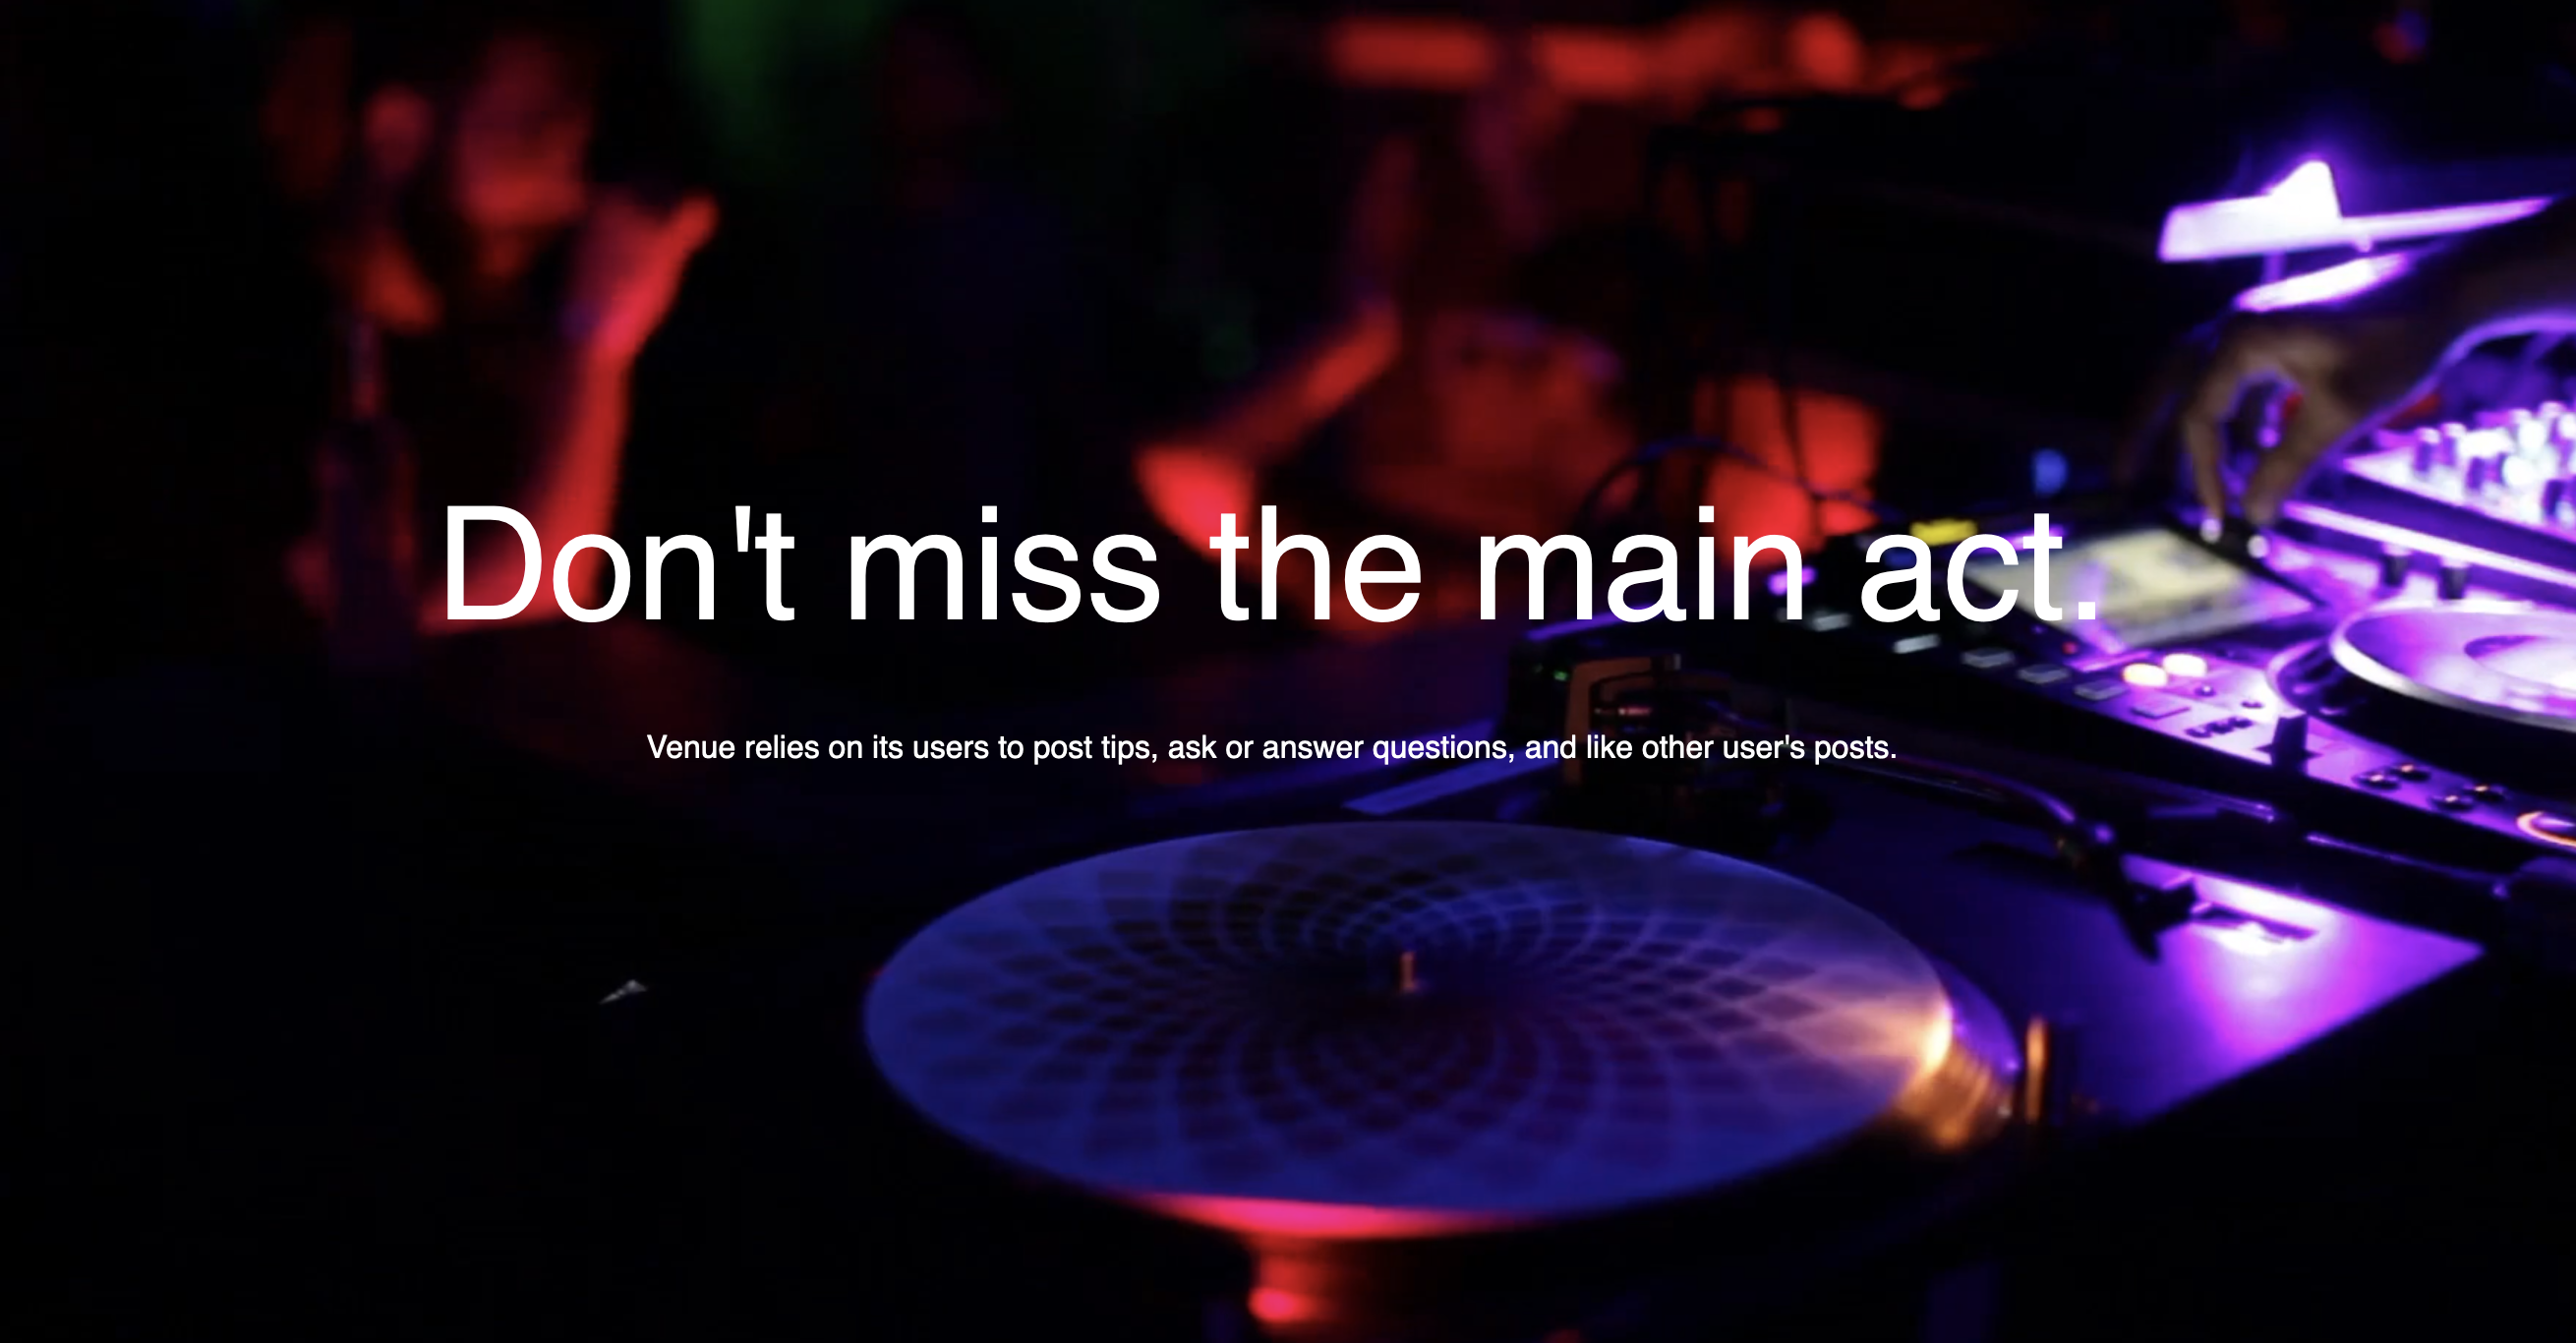 Don't miss the main act.
Venue relies on its users to post tips, ask or answer questions, and like other user's posts.